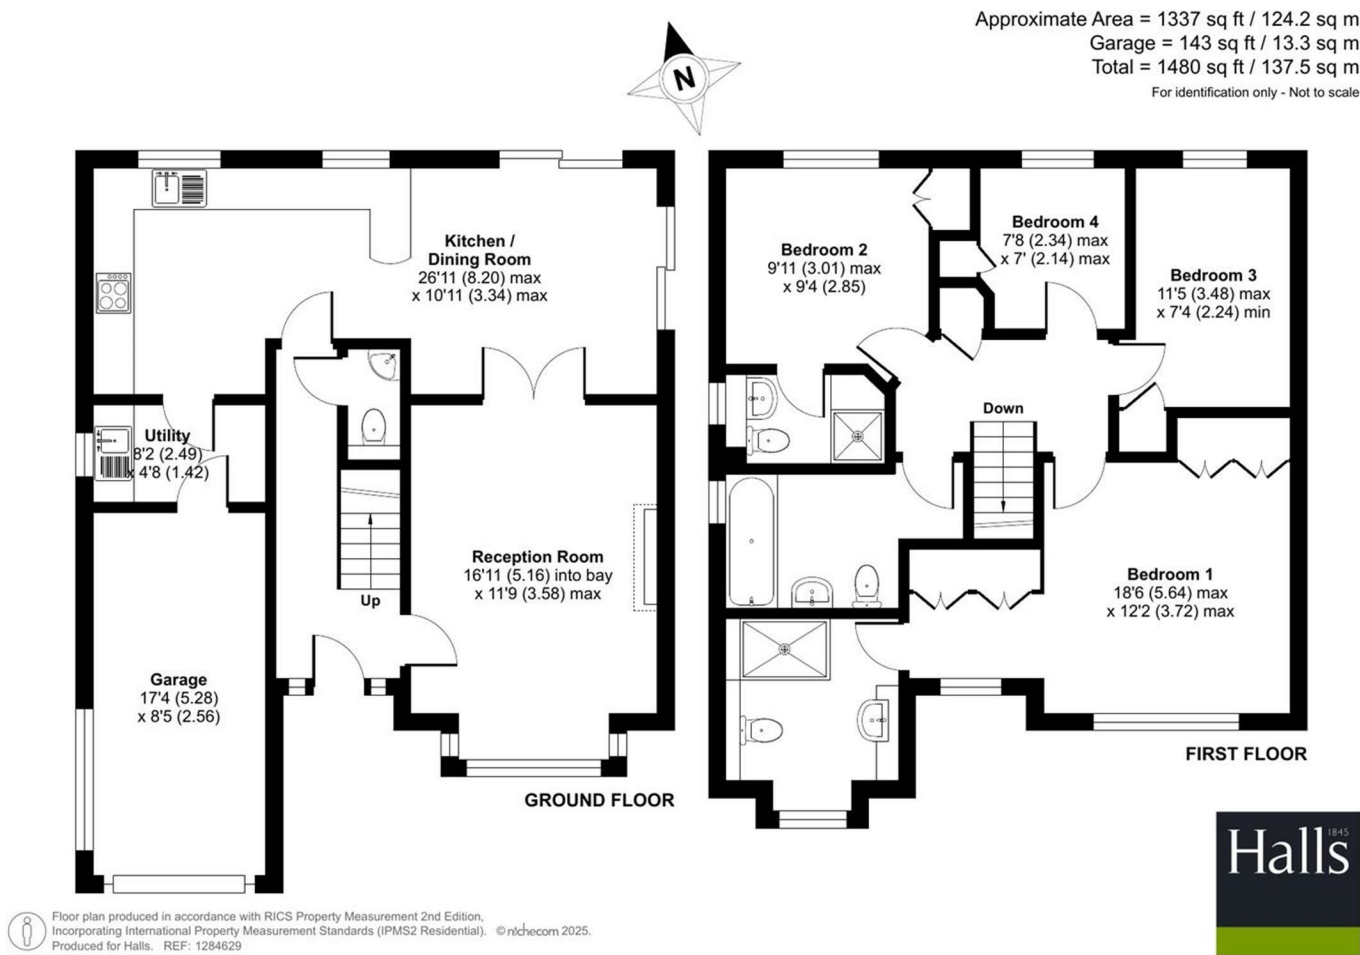 Approximate Area = 1337 sq ft / 124.2 sq m
Garage = 143 sq ft / 13.3 sq m
Total = 1480 sq ft / 137.5 sq m
For identification only - Not to scale
N
Kitchen /
Dining Room
26'11 (8.20) max
x 10'11 (3.34) max
Utility
8'2 (2.49)
x 4'8 (1.42)
Reception Room
16'11 (5.16) into bay
x 11'9 (3.58) max
Up
Garage
17'4 (5.28)
x 8'5 (2.56)
GROUND FLOOR
Bedroom 2
9'11 (3.01) max
x 9'4 (2.85)
Bedroom 4
7'8 (2.34) max
x 7' (2.14) max
Bedroom 3
11'5 (3.48) max
x 7'4 (2.24) min
Down
Bedroom 1
18'6 (5.64) max
x 12'2 (3.72) max
FIRST FLOOR
Halls 1845
Floor plan produced in accordance with RICS Property Measurement 2nd Edition,
Incorporating International Property Measurement Standards (IPMS2 Residential). © nichecom 2025.
Produced for Halls. REF: 1284629